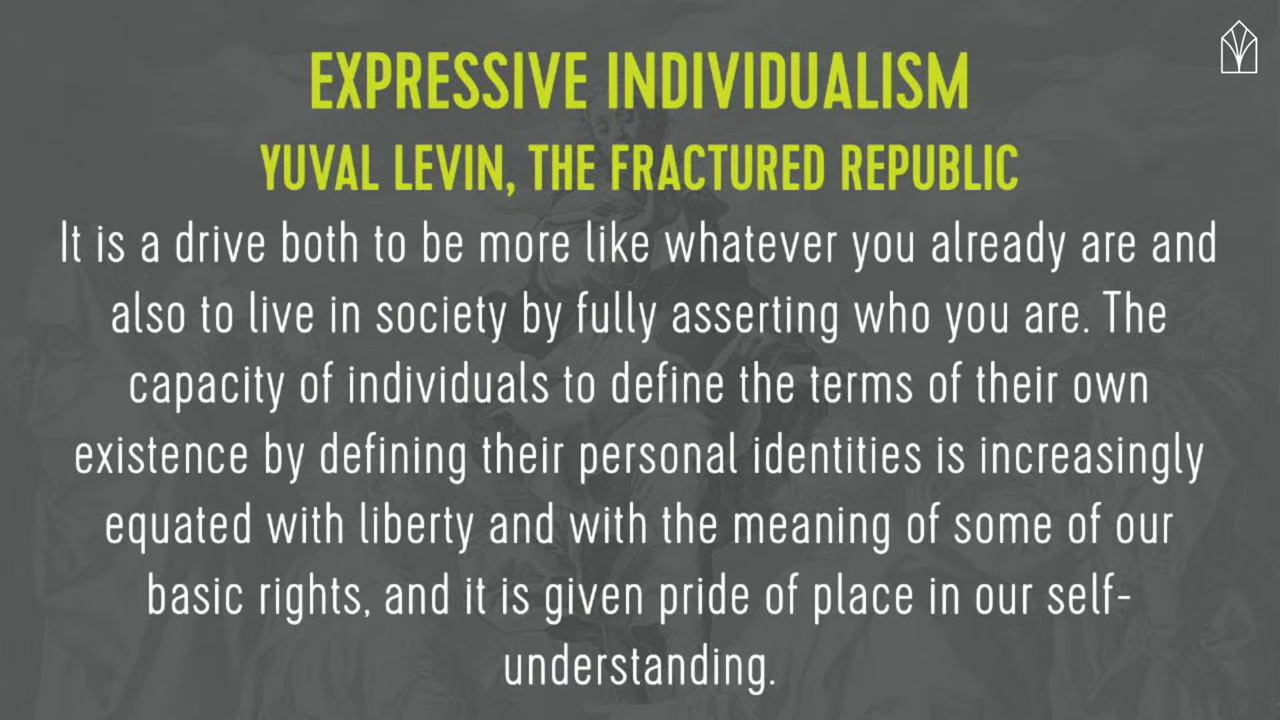 EXPRESSIVE INDIVIDUALISM
YUVAL LEVIN, THE FRACTURED REPUBLIC
It is a drive both to be more like whatever you already are and
also to live in society by fully asserting who you are. The
capacity of individuals to define the terms of their own
existence by defining their personal identities is increasingly
equated with liberty and with the meaning of some of our
basic rights, and it is given pride of place in our self-
understanding.